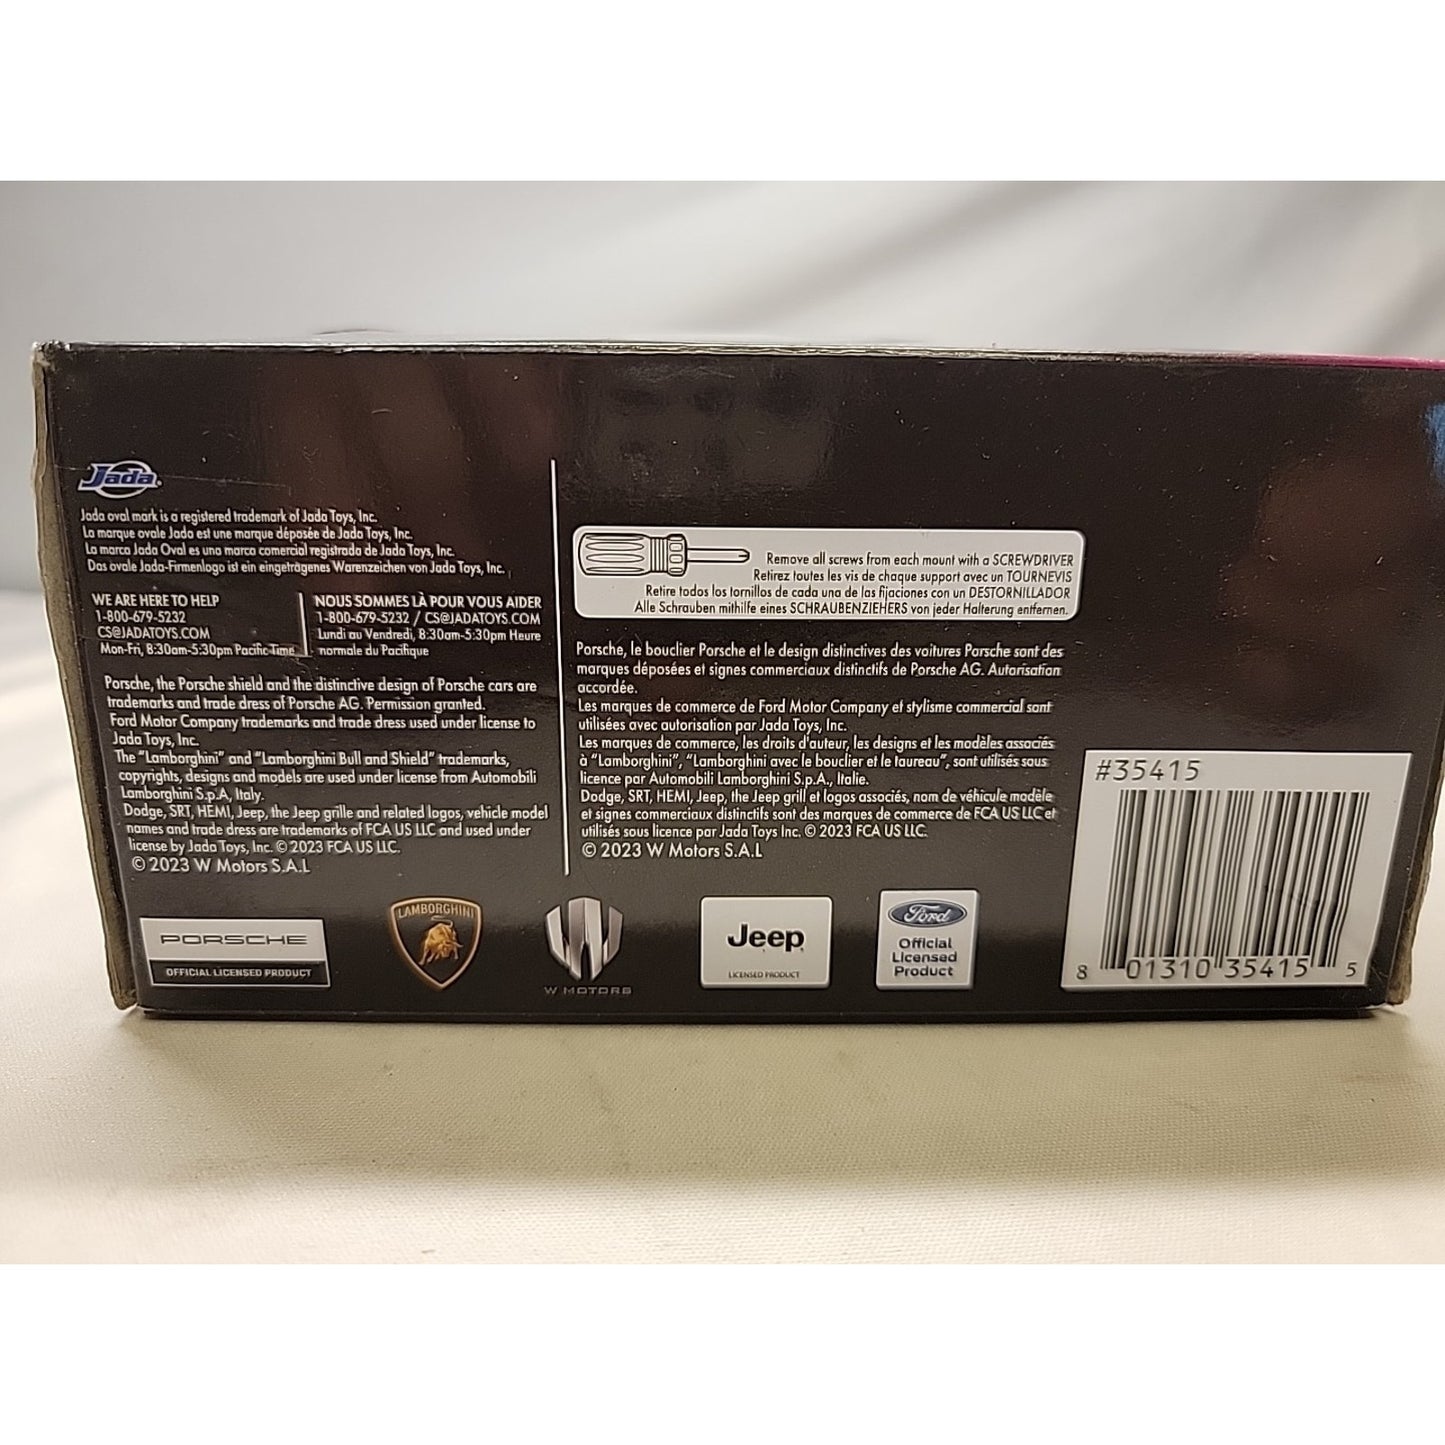 Jada
Jada oval mark is a registered trademark of Jada Toys, Inc.
La marque ovale Jada est une marque déposée de Jada Toys, Inc.
La marca Jada Oval es una marca comercial registrada de Jada Toys, Inc.
Das ovale Jada-Firmenlogo ist ein eingetragenes Warenzeichen von Jada Toys, Inc.
WE ARE HERE TO HELP
1-800-679-5232
CS@JADATOYS.COM
Mon-Fri, 8:30am-5:30pm Pacific Time
NOUS SOMMES LÀ POUR VOUS AIDER
1-800-679-5232 / CS@JADATOYS.COM
Lundi au Vendredi, 8:30am-5:30pm Heure
normale du Pacifique
Porsche, the Porsche shield and the distinctive design of Porsche cars are
trademarks and trade dress of Porsche AG. Permission granted.
Ford Motor Company trademarks and trade dress used under license to
Jada Toys, Inc.
The "Lamborghini" and "Lamborghini Bull and Shield" trademarks,
copyrights, designs and models are used under license from Automobili
Lamborghini S.p.A, Italy.
Dodge, SRT, HEMI, Jeep, the Jeep grille and related logos, vehicle model
names and trade dress are trademarks of FCA US LLC and used under
license by Jada Toys, Inc. © 2023 FCA US LLC.
© 2023 W Motors S.A.L
Remove all screws from each mount with a SCREWDRIVER
Retirez toutes les vis de chaque support avec un TOURNEVIS
Retire todos los tornillos de cada una de las fijaciones con un DESTORNILLADOR
Alle Schrauben mithilfe eines SCHRAUBENZIEHERS von jeder Halterung entfernen.
Porsche, le bouclier Porsche et le design distinctives des voitures Porsche sont des
marques déposées et signes commerciaux distinctifs de Porsche AG. Autorisation
accordée.
Les marques de commerce de Ford Motor Company et stylisme commercial sont
utilisées avec autorisation par Jada Toys, Inc.
Les marques de commerce, les droits d'auteur, les designs et les modèles associés
à "Lamborghini", "Lamborghini avec le bouclier et le taureau", sont utilisés sous
licence par Automobili Lamborghini S.p.A., Italie.
Dodge, SRT, HEMI, Jeep, the Jeep grill et logos associés, nom de véhicule modèle
et signes commerciaux distinctifs sont des marques de commerce de FCA US LLC et
utilisés sous licence par Jada Toys Inc. © 2023 FCA US LLC.
© 2023 W Motors S.A.L
#35415
8 01310 35415 5
PORSCHE
OFFICIAL LICENSED PRODUCT
LAMBORGHINI
W MOTORS
Jeep
LICENSED PRODUCT
Ford
Official
Licensed
Product